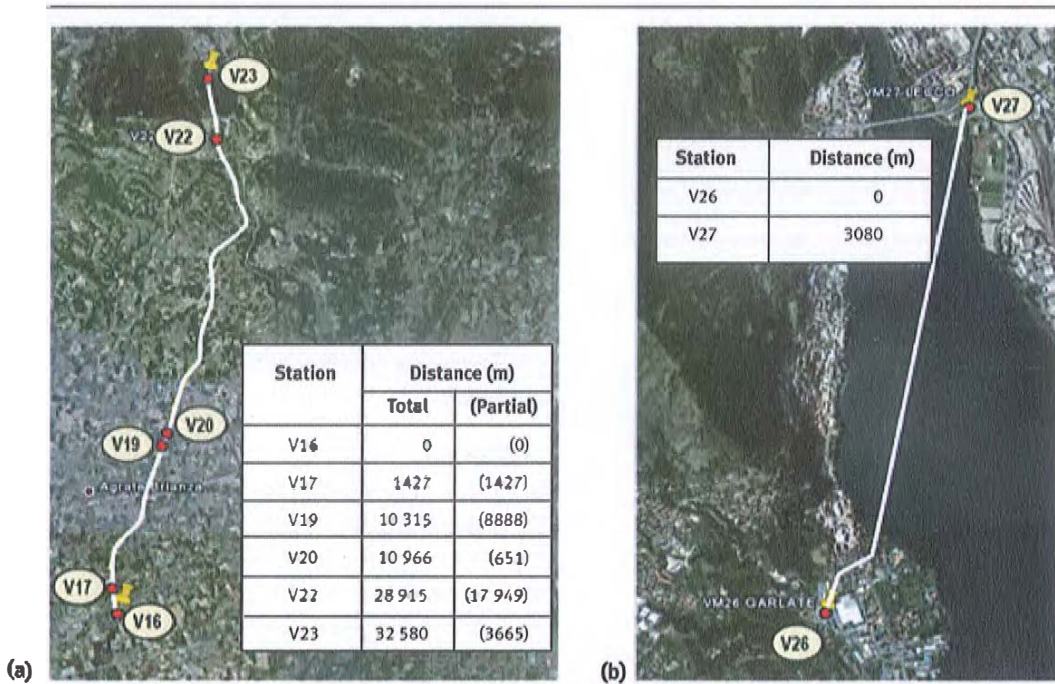 V23
V22
V20
V19
Agrate Brianza
V17
V16
Station Distance (m)
Total (Partial)
V16 0 (0)
V17 1427 (1427)
V19 10 315 (8888)
V20 10 966 (651)
V22 28 915 (17 949)
V23 32 580 (3665)
(a)
VM27 LECCO
V27
Station Distance (m)
V26 0
V27 3080
VM26 GARLATE
V26
(b)